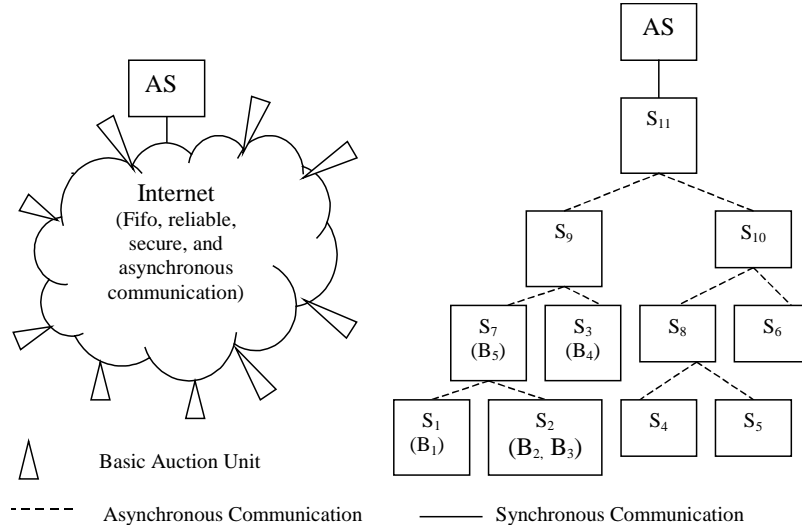 AS
Internet
(Fifo, reliable,
secure, and
asynchronous
communication)
AS
S₁₁
S₉
S₁₀
S₇
(B₅)
S₃
(B₄)
S₈
S₆
S₁
(B₁)
S₂
(B₂, B₃)
S₄
S₅
Basic Auction Unit
Asynchronous Communication
Synchronous Communication